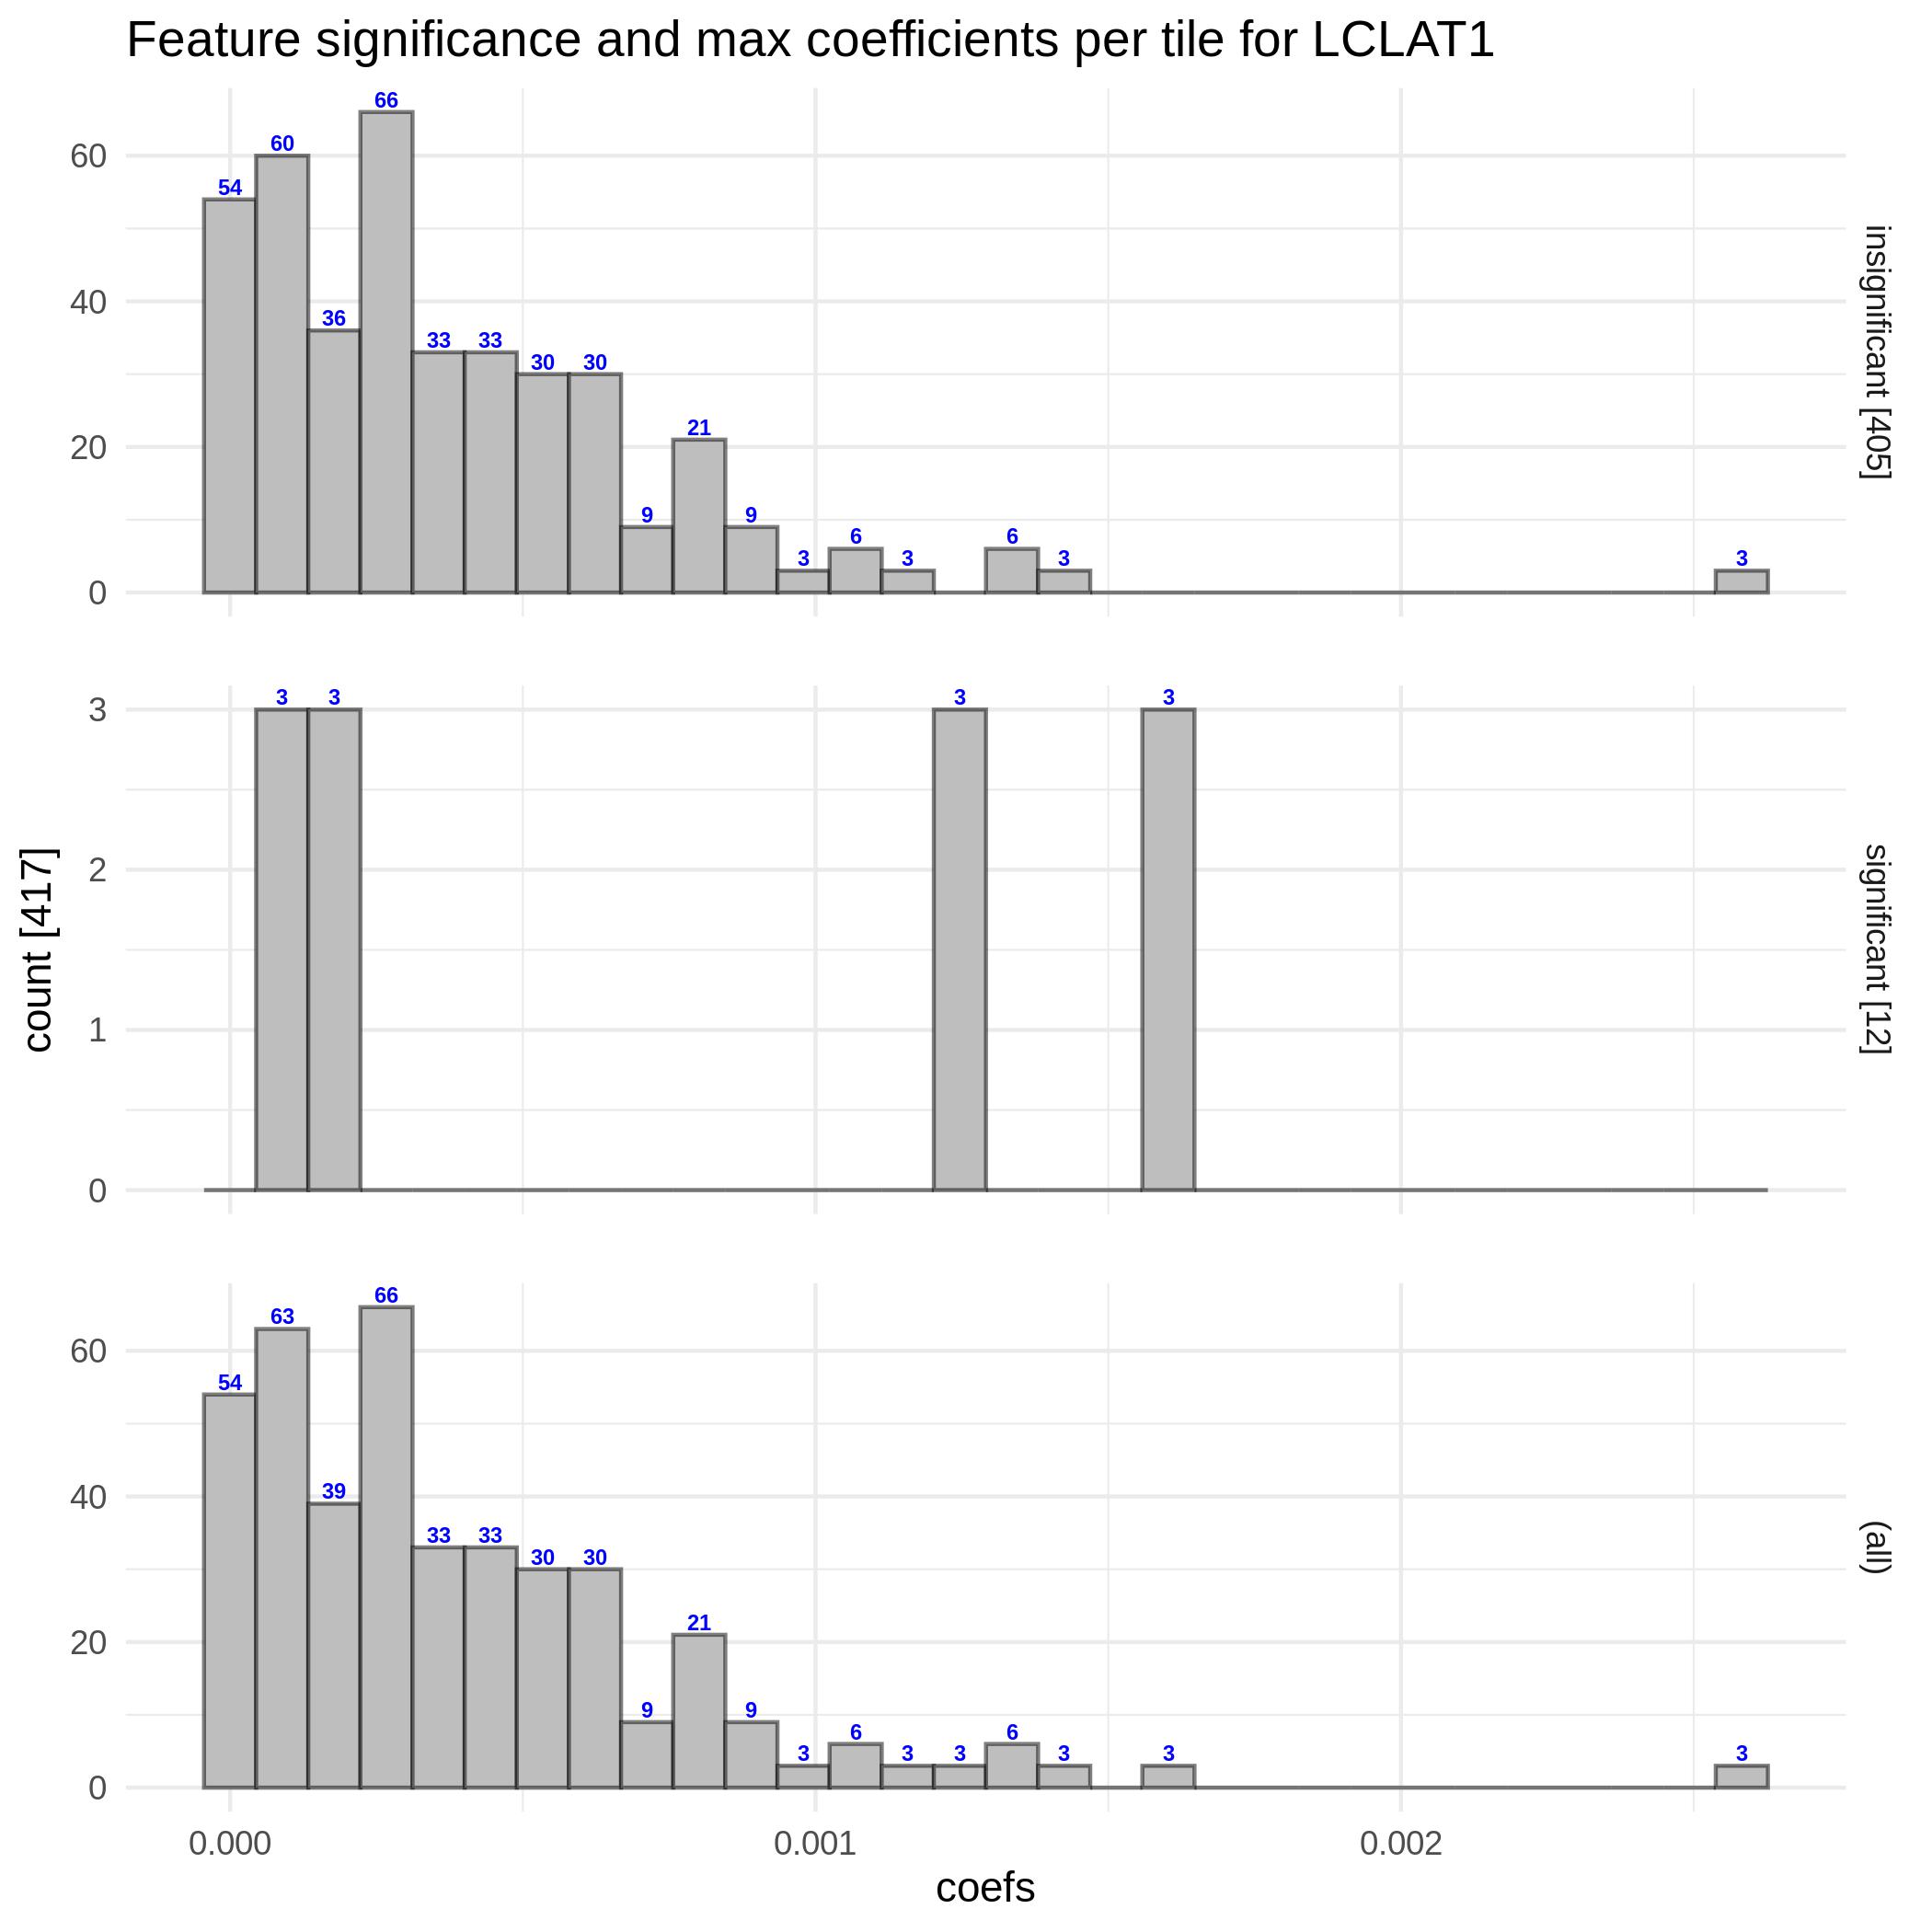 Feature significance and max coefficients per tile for LCLAT1
66
60
54
36
33 33
30 30
21
9 9
3 6 3 6 3 3
60
40
20
0
insignificant [405]
3 3 3 3
3
2
1
0
count [417]
significant [12]
66
63
54
39
33 33
30 30
21
9 9
3 6 3 3 6 3 3 3
60
40
20
0
(all)
0.000 0.001 0.002
coefs